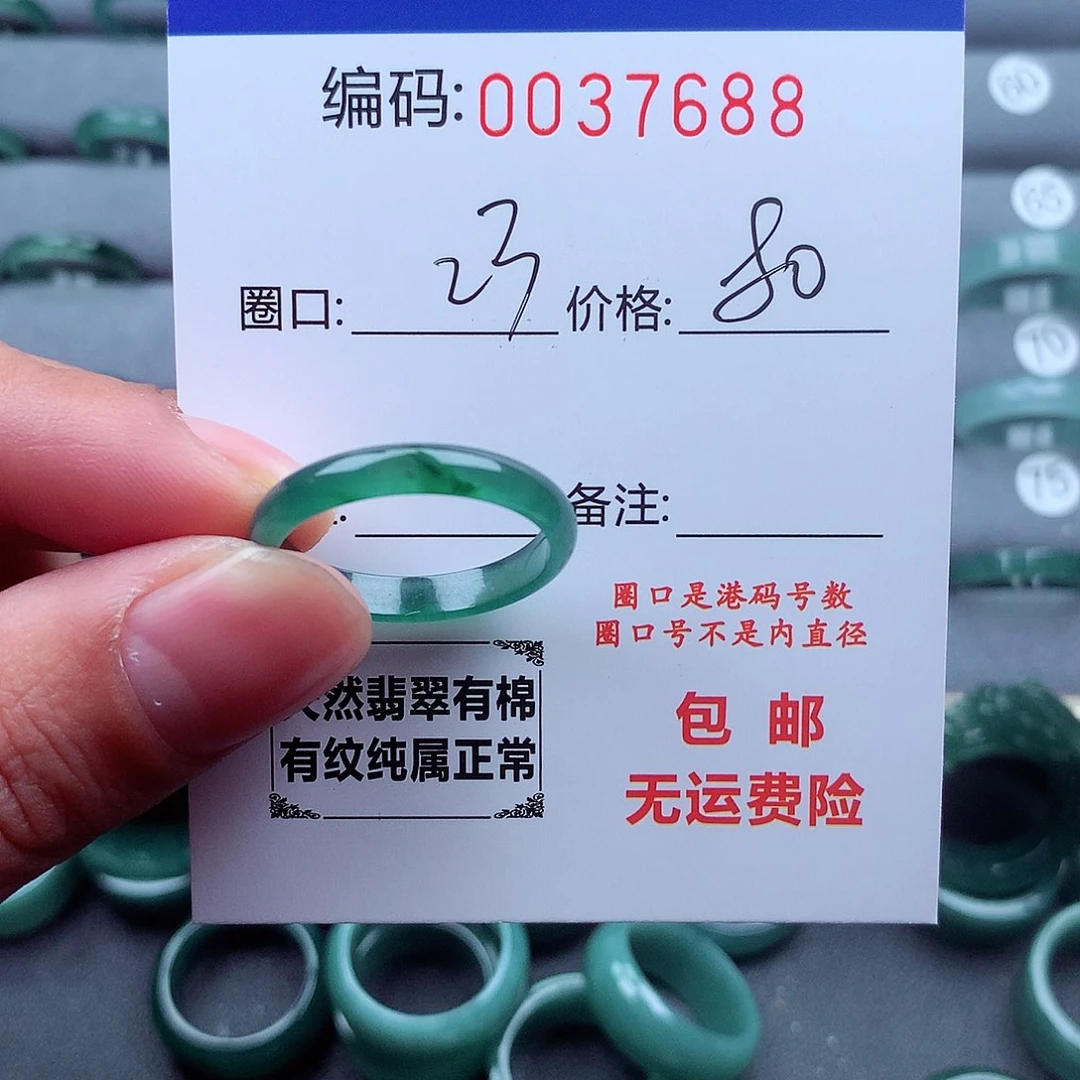 编码:0037688
圈口: 23 价格: 80
备注:
圈口是港码号数
圈口号不是内直径
然翡翠有棉
有纹纯属正常
包 邮
无运费险
60
65
70
75